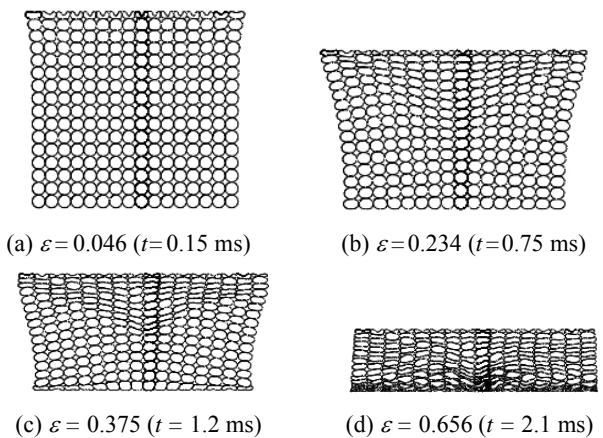 (a) ε = 0.046 (t = 0.15 ms)
(b) ε = 0.234 (t = 0.75 ms)
(c) ε = 0.375 (t = 1.2 ms)
(d) ε = 0.656 (t = 2.1 ms)